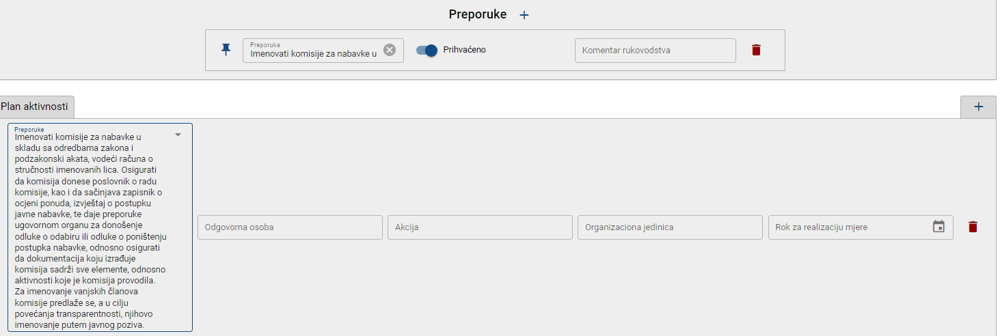 Preporuke
Preporuka
Imenovati komisije za nabavke u
Prihvaćeno
Komentar rukovodstva
Plan aktivnosti
Preporuke
Imenovati komisije za nabavke u
skladu sa odredbama zakona i
podzakonski akata, vodeći računa o
stručnosti imenovanih lica. Osigurati
da komisija donese poslovnik o radu
komisije, kao i da sačinjava zapisnik o
ocjeni ponuda, izvještaj o postupku
javne nabavke, te daje preporuke
ugovornom organu za donošenje
odluke o odabiru ili odluke o poništenju
postupka nabavke, odnosno osigurati
da dokumentacija koju izrađuje
komisija sadrži sve elemente, odnosno
aktivnosti koje je komisija provodila.
Za imenovanje vanjskih članova
komisije predlaže se, a u cilju
povećanja transparentnosti, njihovo
imenovanje putem javnog poziva.
Odgovorna osoba
Akcija
Organizaciona jedinica
Rok za realizaciju mjere